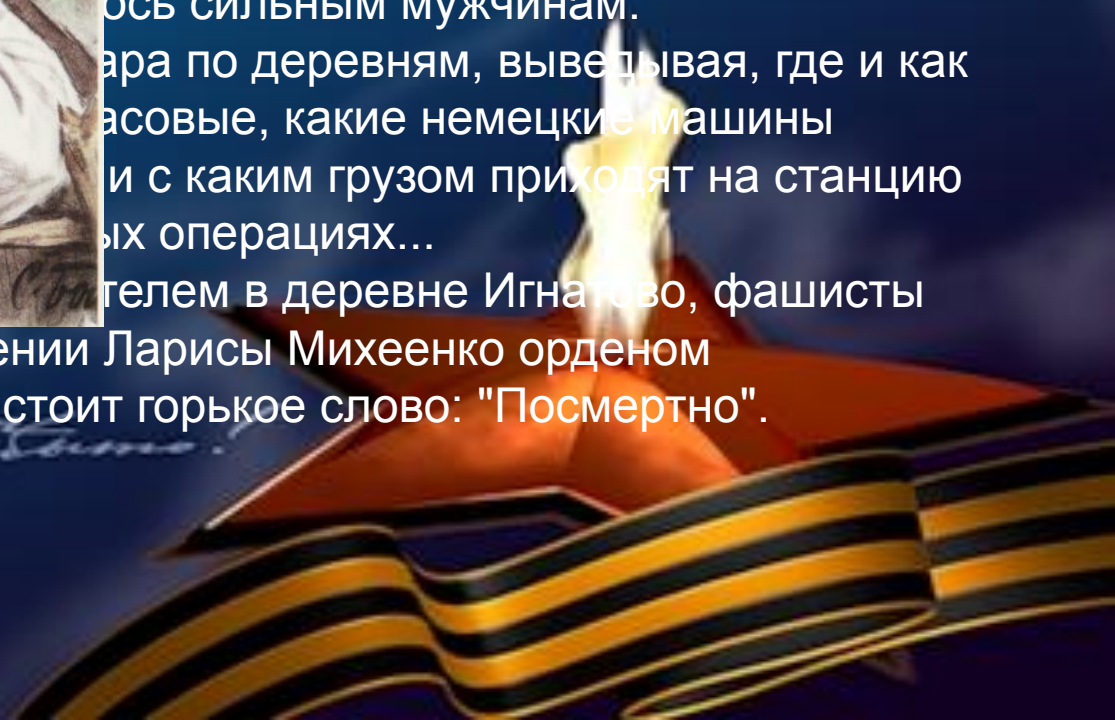 ось сильным мужчинам.
ара по деревням, выведывая, где и как
асовые, какие немецкие машины
и с каким грузом приходят на станцию
ых операциях...
телем в деревне Игнатово, фашисты
ении Ларисы Михеенко орденом
стоит горькое слово: "Посмертно".